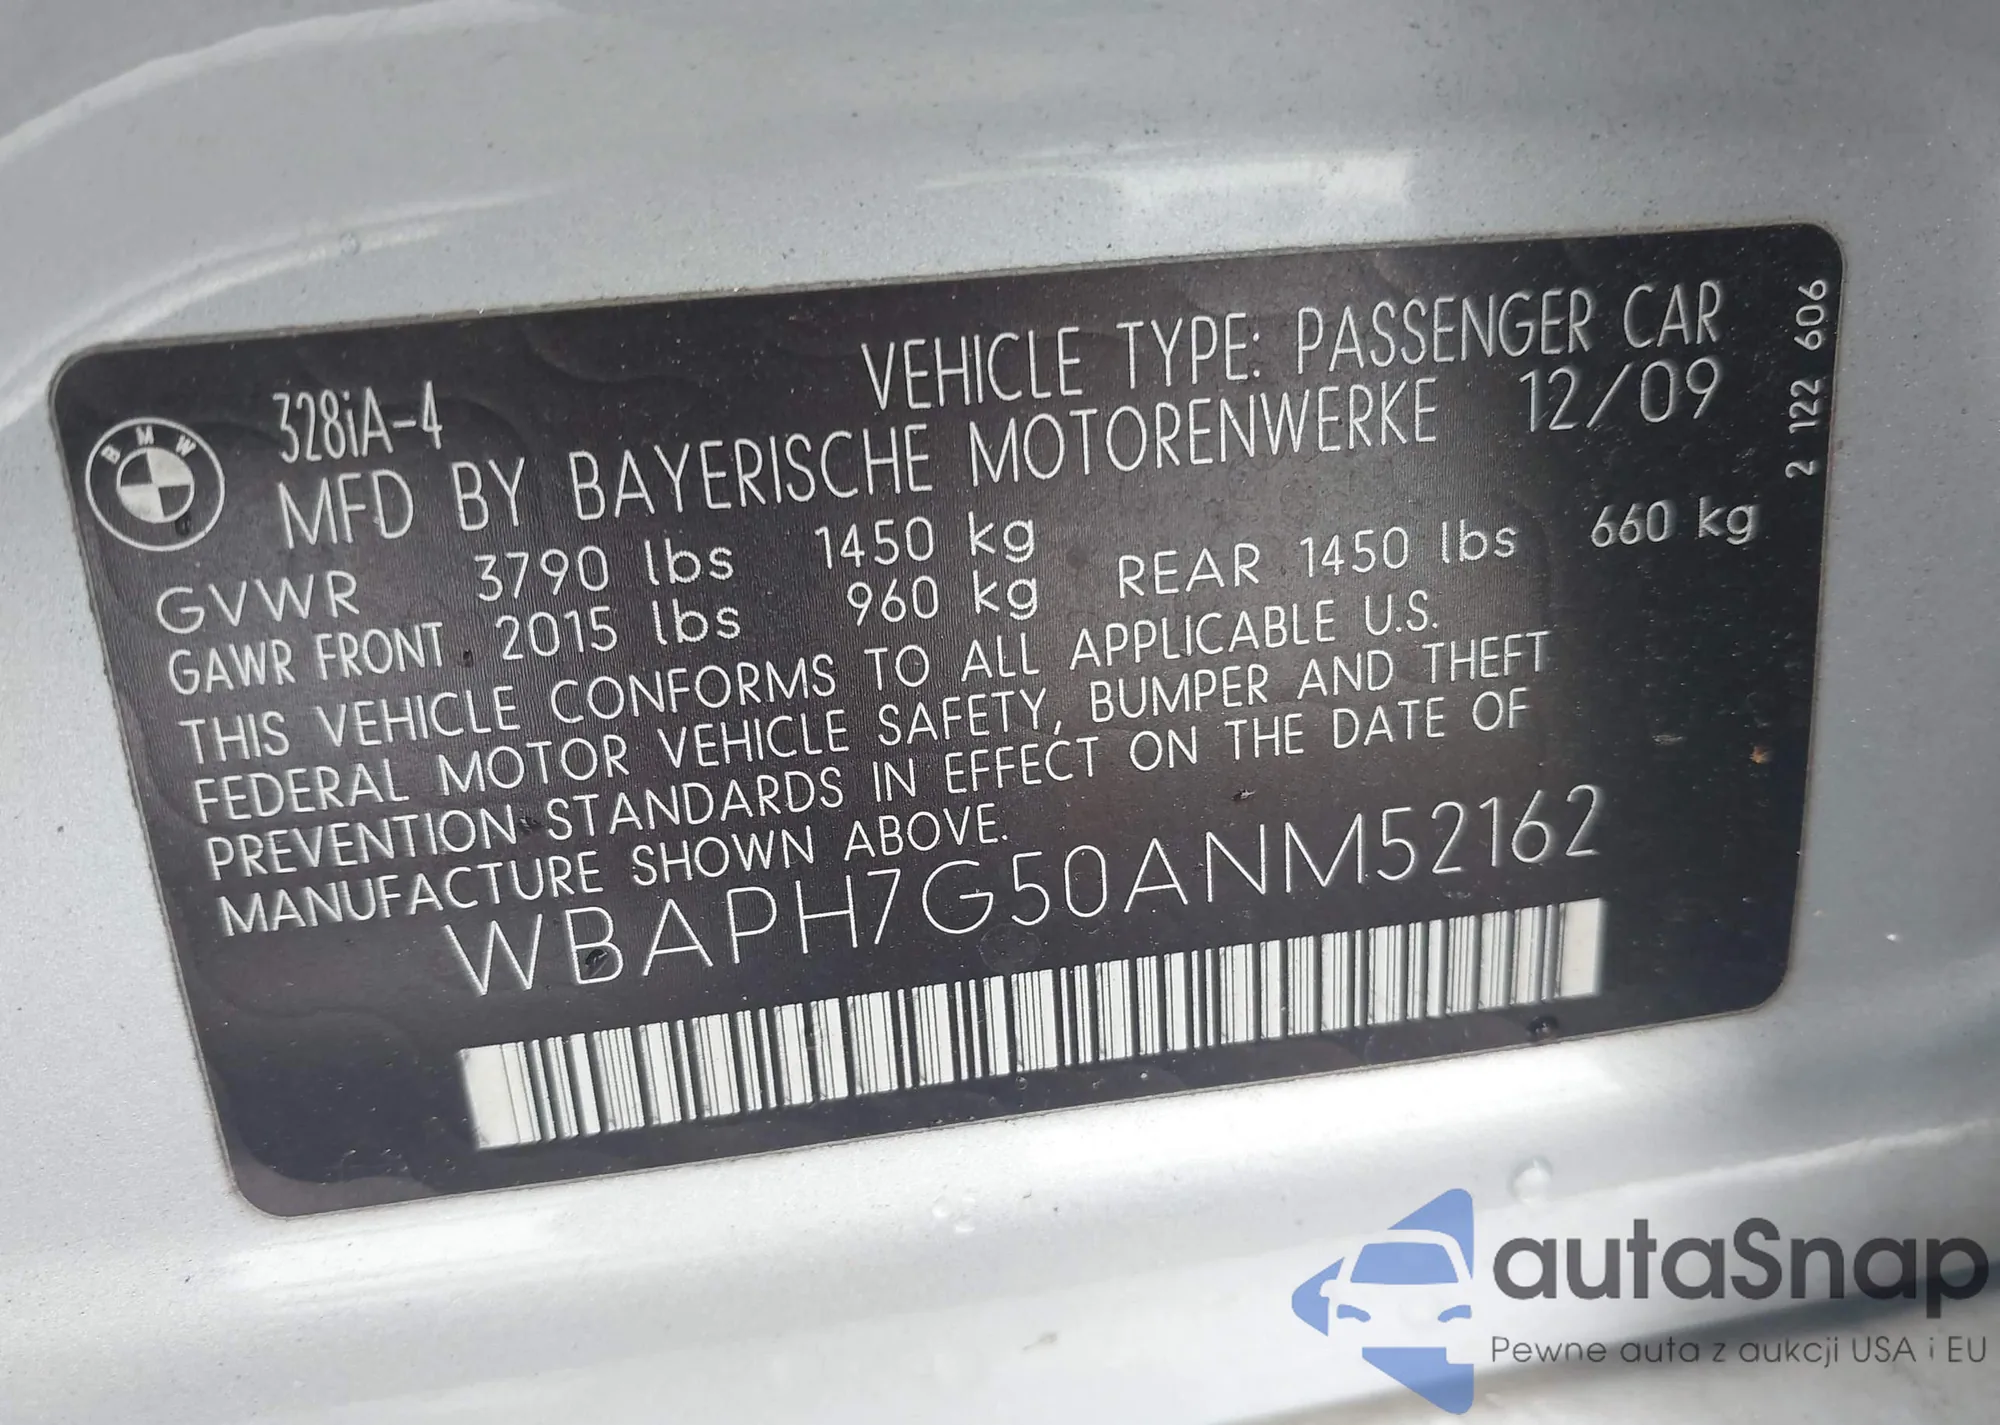 BMW
328iA-4
VEHICLE TYPE: PASSENGER CAR
MFD BY BAYERISCHE MOTORENWERKE 12/09
GVWR 3790 lbs 1450 kg
GAWR FRONT 2015 lbs 960 kg REAR 1450 lbs 660 kg
THIS VEHICLE CONFORMS TO ALL APPLICABLE U.S.
FEDERAL MOTOR VEHICLE SAFETY, BUMPER AND THEFT
PREVENTION STANDARDS IN EFFECT ON THE DATE OF
MANUFACTURE SHOWN ABOVE.
WBAPH7G50ANM52162
2 122 606
autaSnap
Pewne auta z aukcji USA i EU